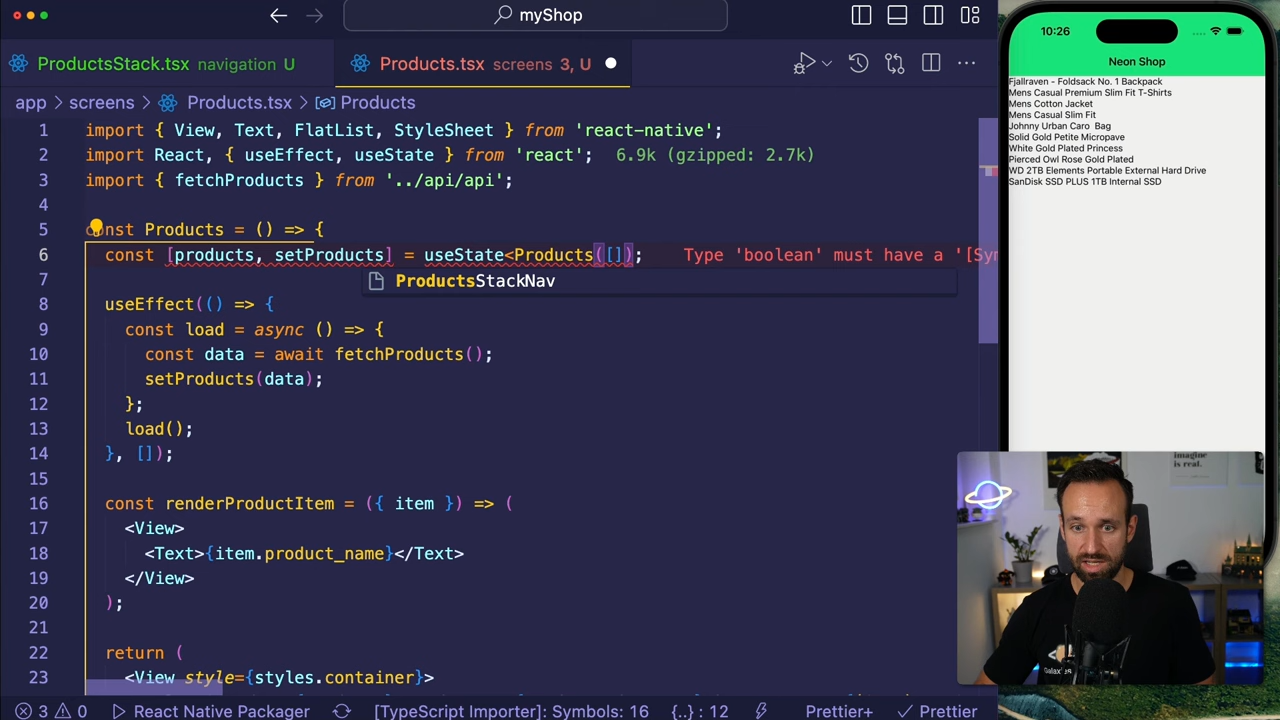 myShop
ProductsStack.tsx navigation U
Products.tsx screens 3, U
app > screens > Products.tsx > Products
1 import { View, Text, FlatList, StyleSheet } from 'react-native';
2 import React, { useEffect, useState } from 'react'; 6.9k (gzipped: 2.7k)
3 import { fetchProducts } from '../api/api';
4
5 const Products = () => {
6 const [products, setProducts] = useState<Products([]); Type 'boolean' must have a '[Sym
ProductsStackNav
7
8 useEffect(() => {
9 const load = async () => {
10 const data = await fetchProducts();
11 setProducts(data);
12 };
13 load();
14 }, []);
15
16 const renderProductItem = ({ item }) => (
17 <View>
18 <Text>{item.product_name}</Text>
19 </View>
20 );
21
22 return (
23 <View style={styles.container}>
3 0 React Native Packager [TypeScript Importer]: Symbols: 16 {..} : 12 Prettier+ Prettier
10:26
Neon Shop
Fjallraven - Foldsack No. 1 Backpack
Mens Casual Premium Slim Fit T-Shirts
Mens Cotton Jacket
Mens Casual Slim Fit
Johnny Urban Caro Bag
Solid Gold Petite Micropave
White Gold Plated Princess
Pierced Owl Rose Gold Plated
WD 2TB Elements Portable External Hard Drive
SanDisk SSD PLUS 1TB Internal SSD
imagine
is real.